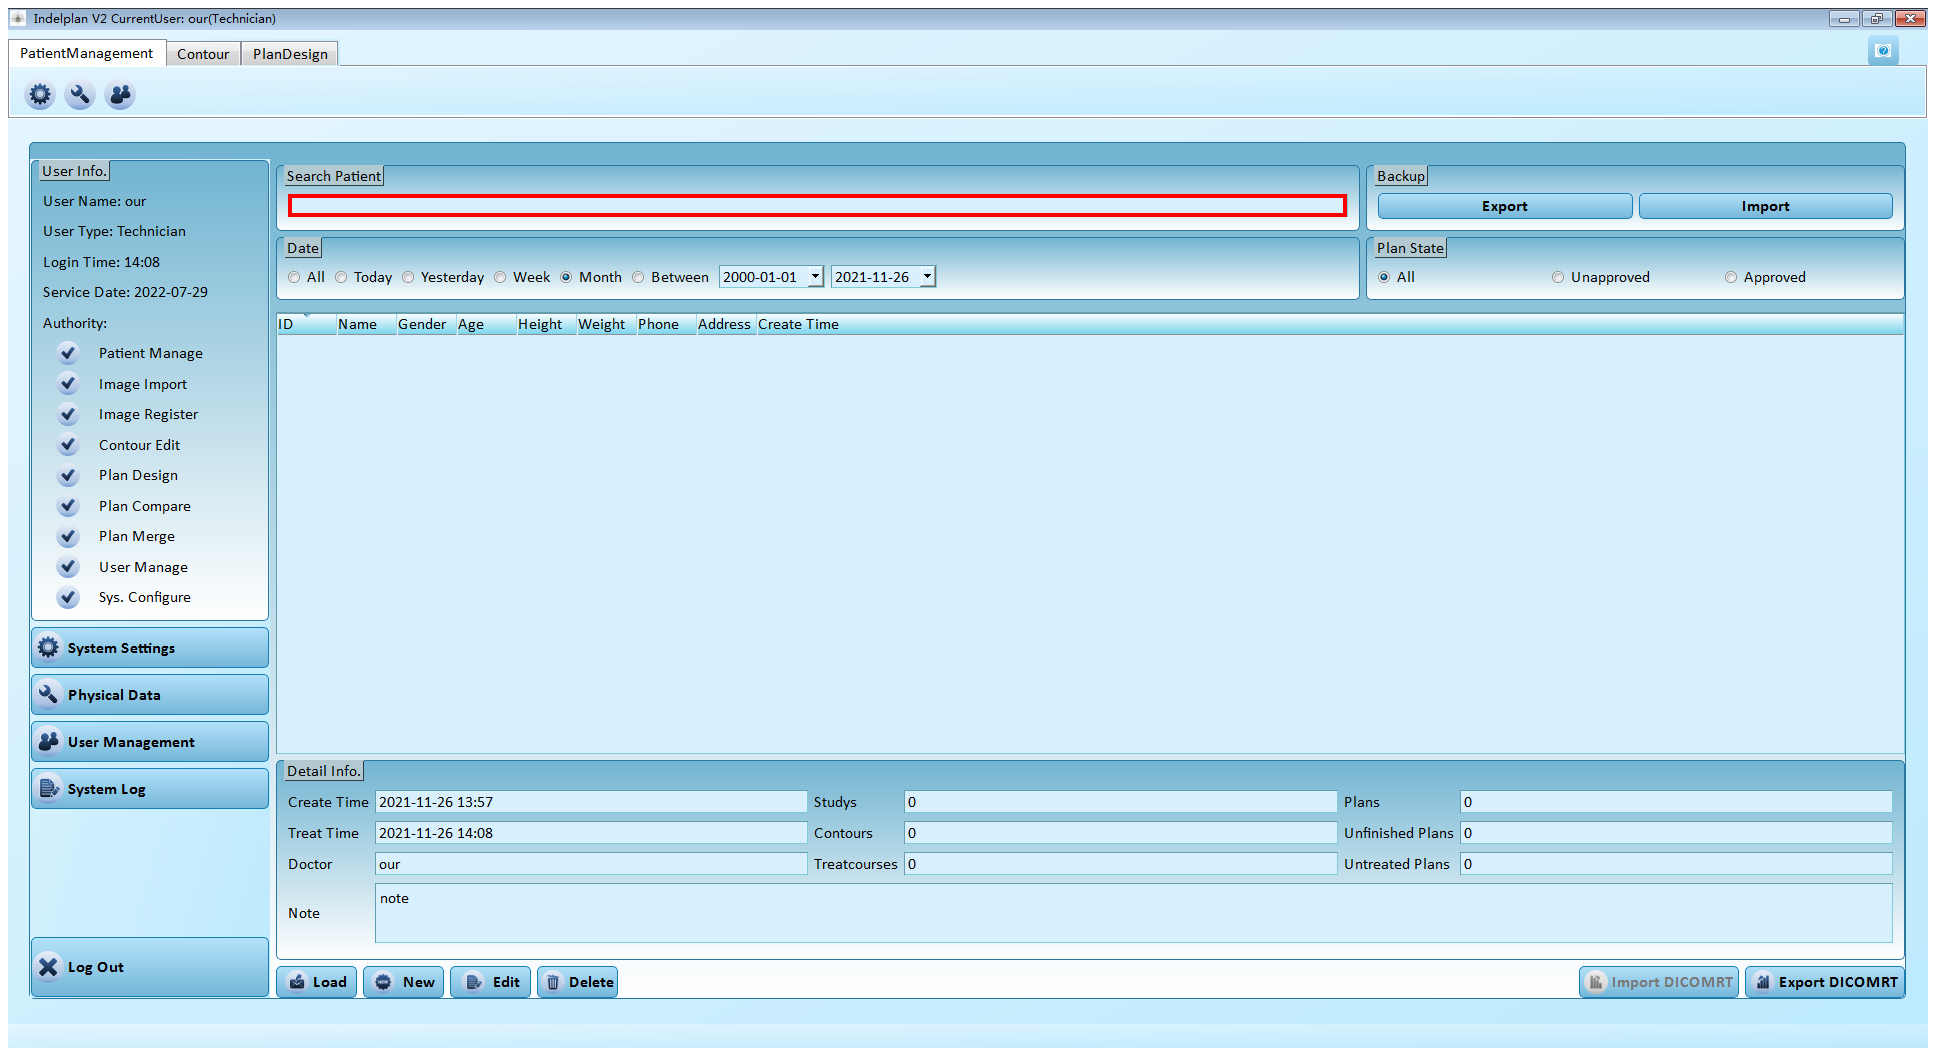 Indelplan V2 CurrentUser: our(Technician)
PatientManagement Contour PlanDesign
User Info.
User Name: our
User Type: Technician
Login Time: 14:08
Service Date: 2022-07-29
Authority:
Patient Manage
Image Import
Image Register
Contour Edit
Plan Design
Plan Compare
Plan Merge
User Manage
Sys. Configure
System Settings
Physical Data
User Management
System Log
Log Out
Search Patient
Backup
Export Import
Date
All Today Yesterday Week Month Between 2000-01-01 2021-11-26
Plan State
All Unapproved Approved
ID Name Gender Age Height Weight Phone Address Create Time
Detail Info.
Create Time 2021-11-26 13:57 Studys 0 Plans 0
Treat Time 2021-11-26 14:08 Contours 0 Unfinished Plans 0
Doctor our Treatcourses 0 Untreated Plans 0
Note note
Load New Edit Delete Import DICOMRT Export DICOMRT